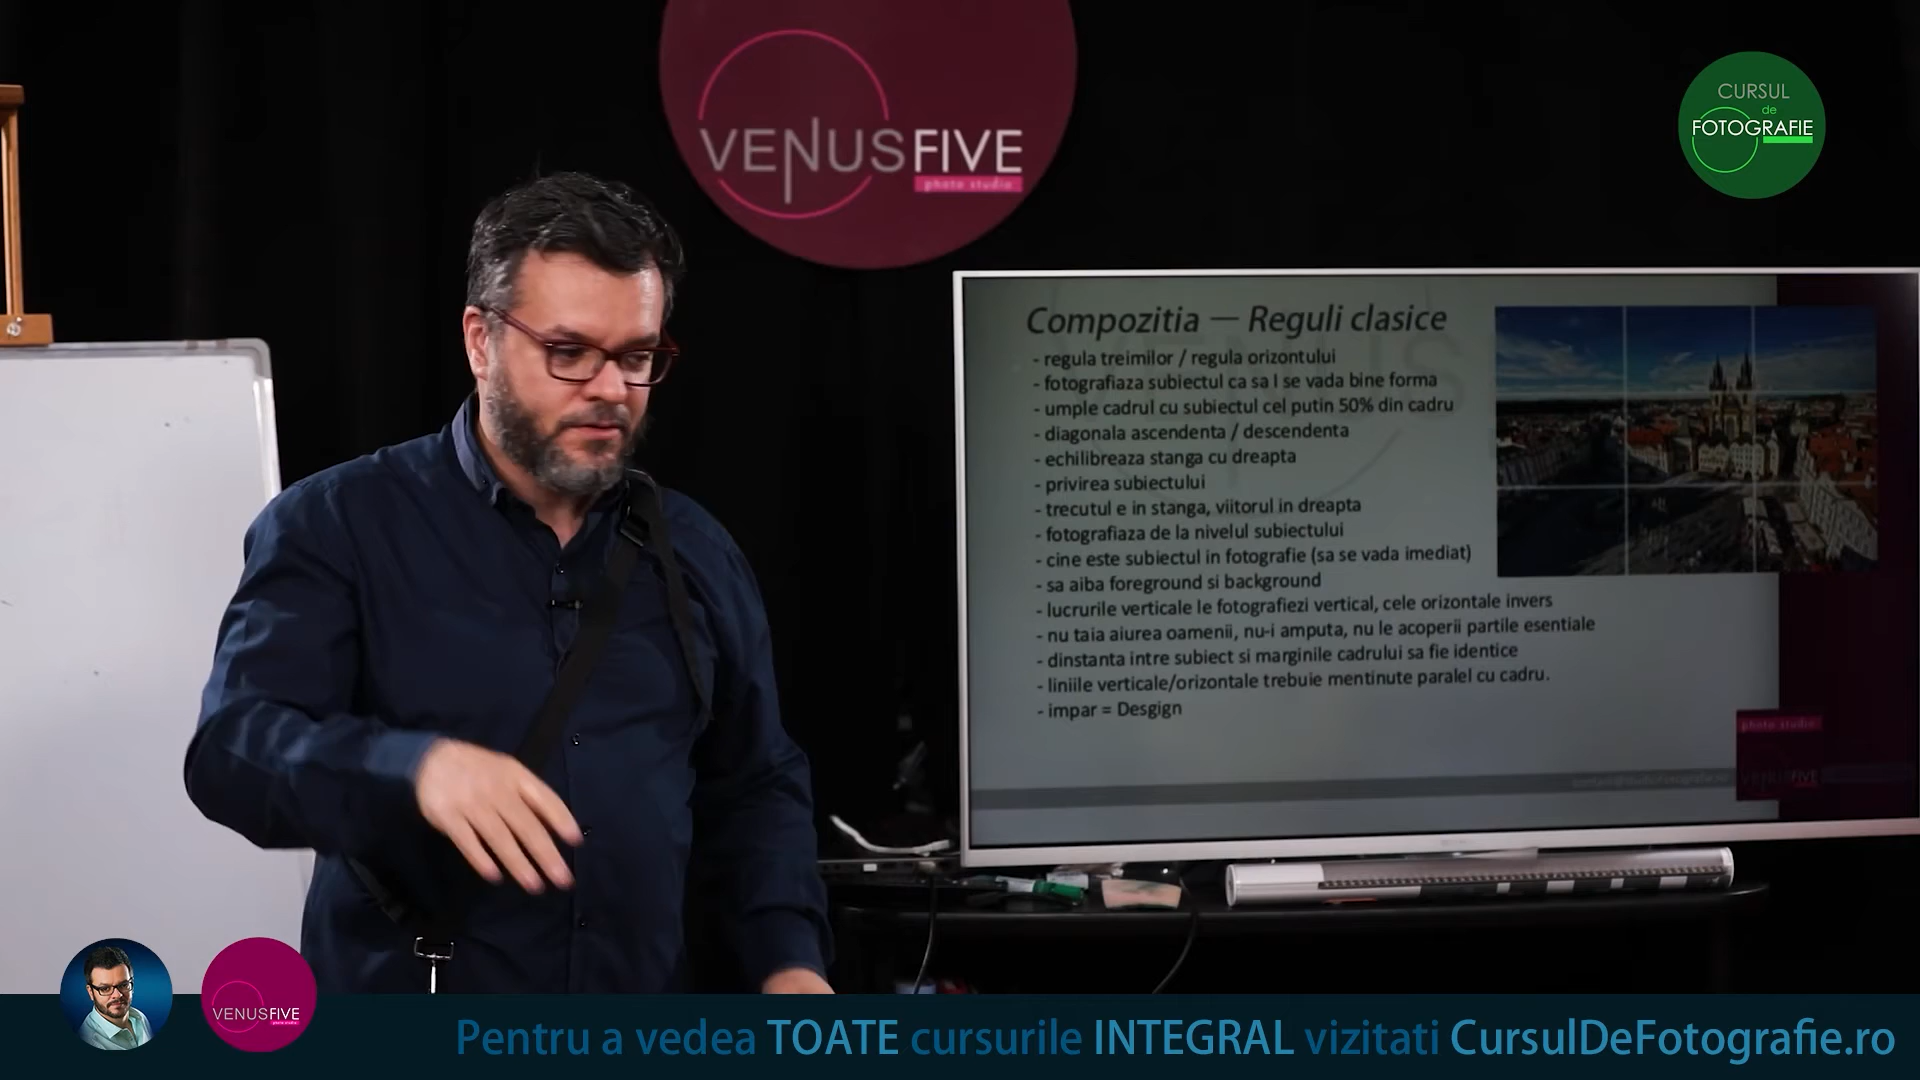 VENUSFIVE
photo studio
CURSUL
de
FOTOGRAFIE
Compozitia — Reguli clasice
- regula treimilor / regula orizontului
- fotografiaza subiectul ca sa I se vada bine forma
- umple cadrul cu subiectul cel putin 50% din cadru
- diagonala ascendenta / descendenta
- echilibreaza stanga cu dreapta
- privirea subiectului
- trecutul e in stanga, viitorul in dreapta
- fotografiaza de la nivelul subiectului
- cine este subiectul in fotografie (sa se vada imediat)
- sa aiba foreground si background
- lucrurile verticale le fotografiezi vertical, cele orizontale invers
- nu taia aiurea oamenii, nu-i amputa, nu le acoperii partile esentiale
- dinstanta intre subiect si marginile cadrului sa fie identice
- liniile verticale/orizontale trebuie mentinute paralel cu cadru.
- impar = Desgign
photo studio
VENUSFIVE
VENUSFIVE
photo studio
Pentru a vedea TOATE cursurile INTEGRAL vizitati CursulDeFotografie.ro